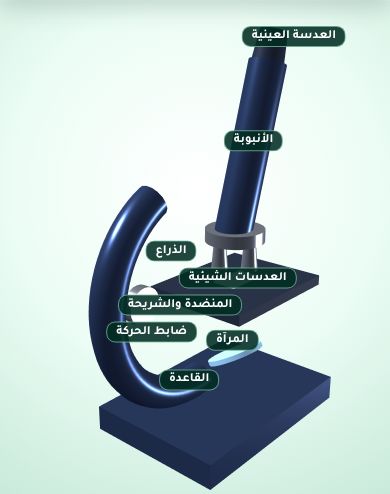 العدسة العينية
الأنبوبة
الذراع
العدسات الشيئية
المنضدة والشريحة
ضابط الحركة
المرآة
القاعدة